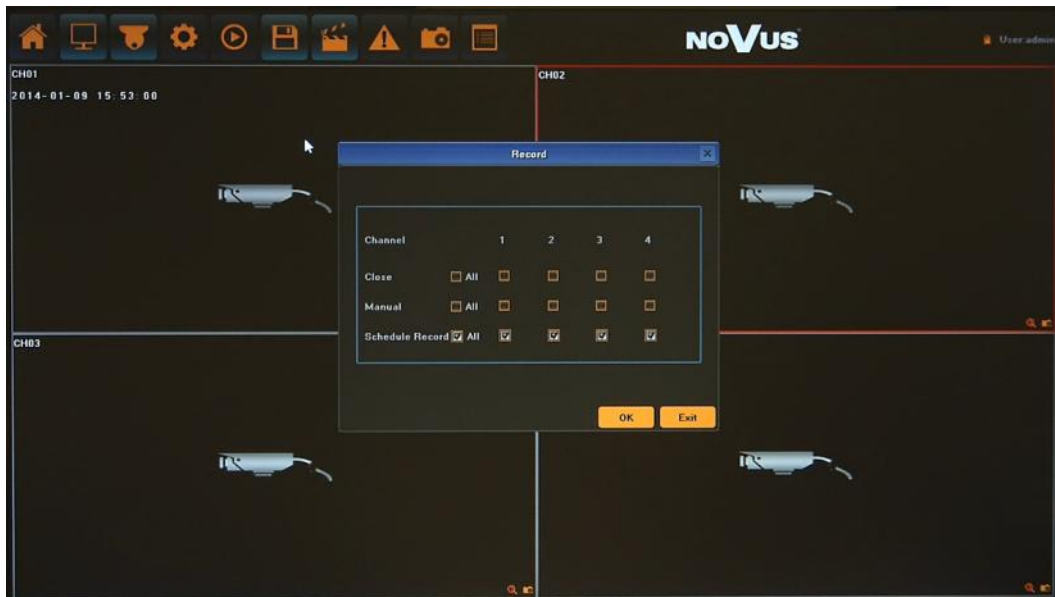 NOVUS
User:admin
CH01
CH02
2014-01-09 15:53:00
Record
Channel 1 2 3 4
Close All
Manual All
Schedule Record All
CH03
OK Exit